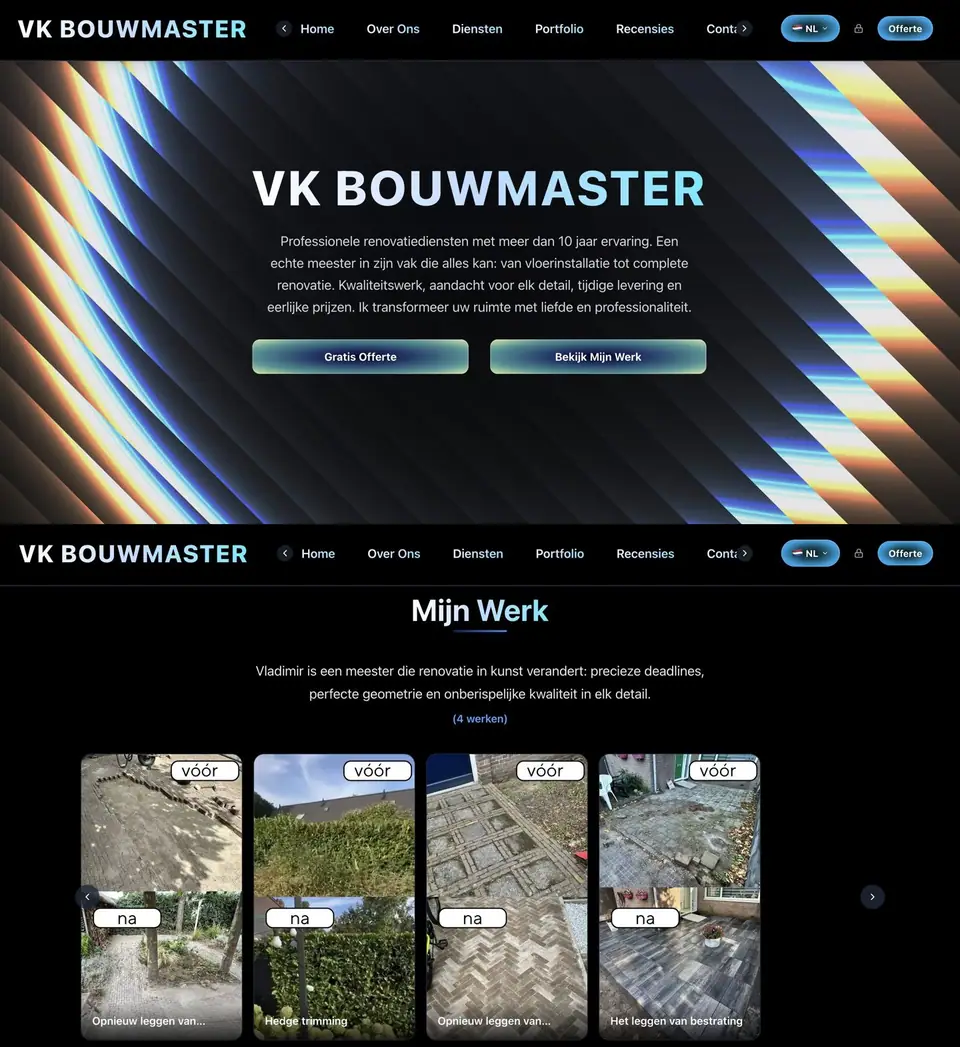 VK BOUWMASTER
Home Over Ons Diensten Portfolio Recensies Conta NL Offerte
VK BOUWMASTER
Professionele renovatiediensten met meer dan 10 jaar ervaring. Een
echte meester in zijn vak die alles kan: van vloerinstallatie tot complete
renovatie. Kwaliteitswerk, aandacht voor elk detail, tijdige levering en
eerlijke prijzen. Ik transformeer uw ruimte met liefde en professionaliteit.
Gratis Offerte Bekijk Mijn Werk
VK BOUWMASTER
Home Over Ons Diensten Portfolio Recensies Conta NL Offerte
Mijn Werk
Vladimir is een meester die renovatie in kunst verandert: precieze deadlines,
perfecte geometrie en onberispelijke kwaliteit in elk detail.
(4 werken)
vóór vóór vóór vóór
na na na na
Opnieuw leggen van... Hedge trimming Opnieuw leggen van... Het leggen van bestrating